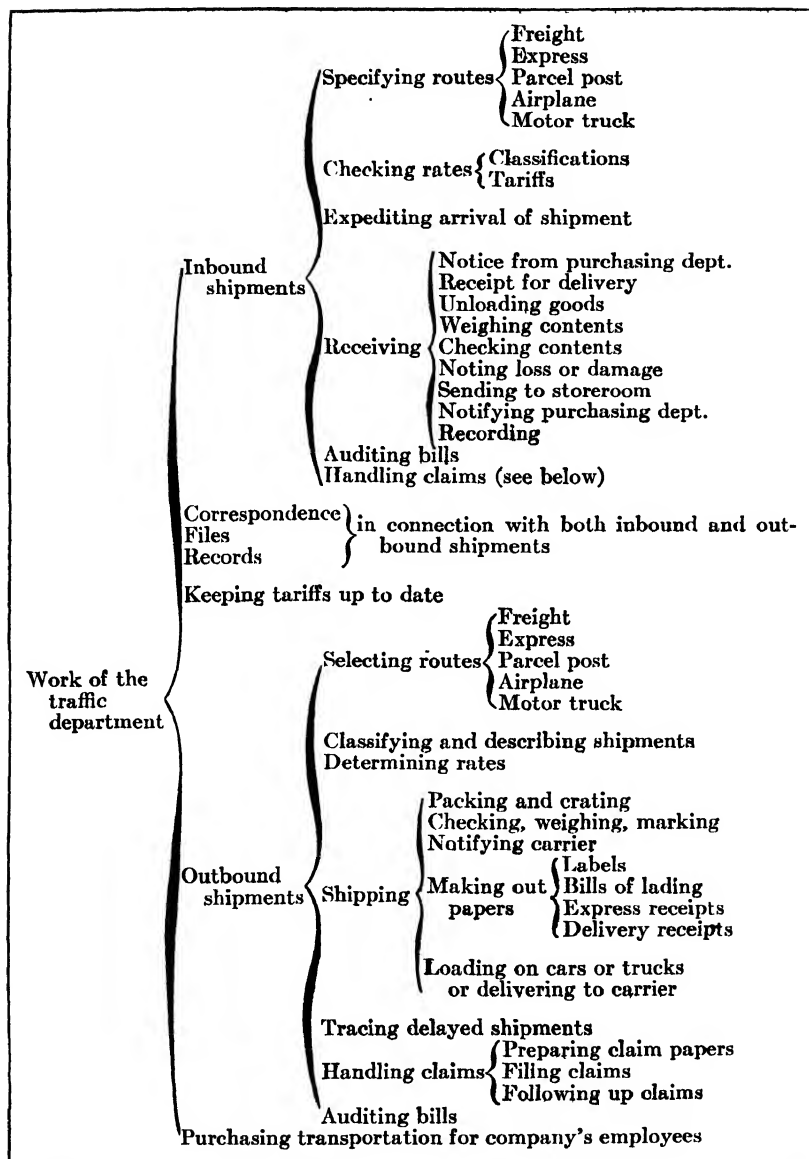 Freight
Express
Specifying routes Parcel post
Airplane
Motor truck
Classifications
Checking rates
Tariffs
Expediting arrival of shipment
Inbound
shipments
Notice from purchasing dept.
Receipt for delivery
Unloading goods
Weighing contents
Receiving Checking contents
Noting loss or damage
Sending to storeroom
Notifying purchasing dept.
Recording
Auditing bills
Handling claims (see below)
Correspondence
Files
Records
in connection with both inbound and out-
bound shipments
Keeping tariffs up to date
Work of the
traffic
department
Freight
Express
Selecting routes Parcel post
Airplane
Motor truck
Classifying and describing shipments
Determining rates
Outbound
shipments
Packing and crating
Checking, weighing, marking
Notifying carrier
Shipping
Making out
papers
Labels
Bills of lading
Express receipts
Delivery receipts
Loading on cars or trucks
or delivering to carrier
Tracing delayed shipments
Preparing claim papers
Handling claims Filing claims
Following up claims
Auditing bills
Purchasing transportation for company's employees